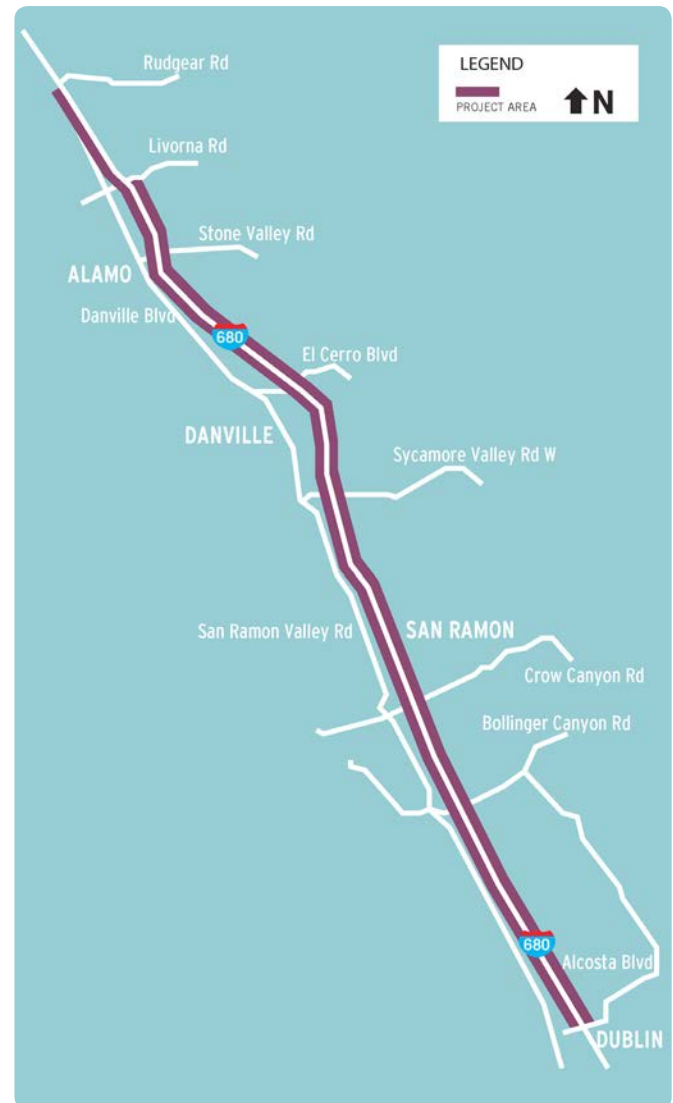 Rudgear Rd
LEGEND
PROJECT AREA
N
Livorna Rd
Stone Valley Rd
ALAMO
Danville Blvd
680
El Cerro Blvd
DANVILLE
Sycamore Valley Rd W
San Ramon Valley Rd
SAN RAMON
Crow Canyon Rd
Bollinger Canyon Rd
680
Alcosta Blvd
DUBLIN